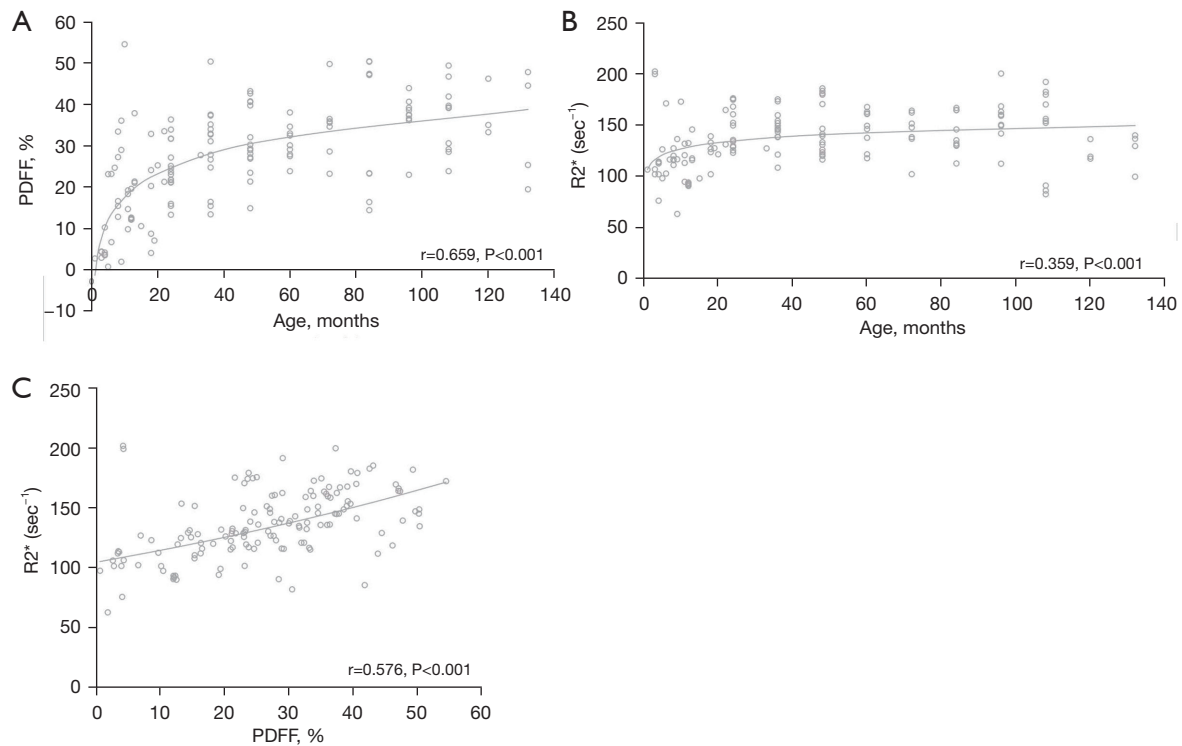 A
60
50
40
30
20
10
0
−10
PDFF, %
0 20 40 60 80 100 120 140
Age, months
r=0.659, P<0.001
B
250
200
150
100
50
0
R2* (sec⁻¹)
0 20 40 60 80 100 120 140
Age, months
r=0.359, P<0.001
C
250
200
150
100
50
0
R2* (sec⁻¹)
0 10 20 30 40 50 60
PDFF, %
r=0.576, P<0.001